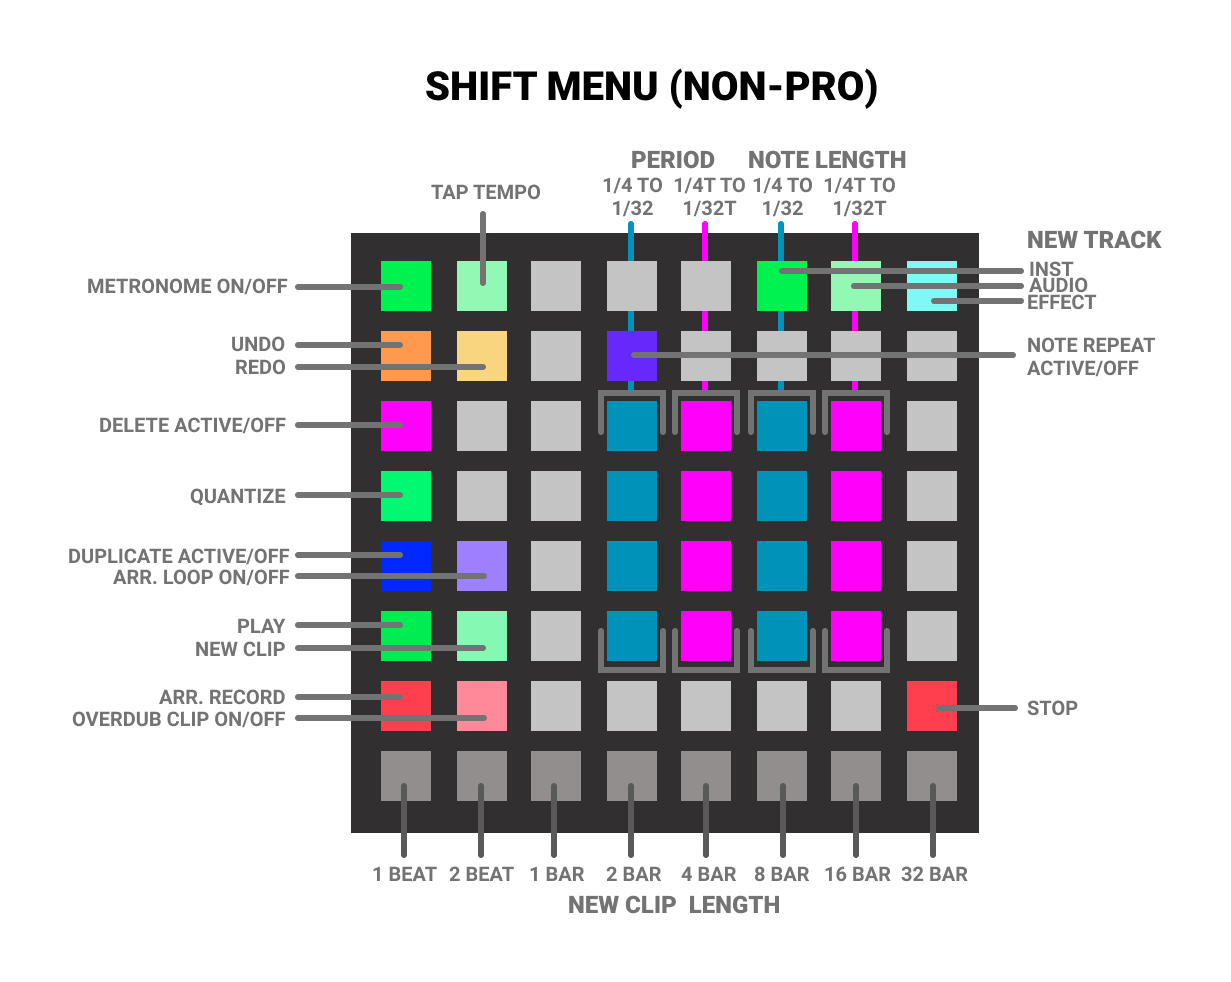 SHIFT MENU (NON-PRO)
PERIOD
NOTE LENGTH
TAP TEMPO
1/4 TO
1/32
1/4T TO
1/32T
1/4 TO
1/32
1/4T TO
1/32T
NEW TRACK
INST
AUDIO
EFFECT
METRONOME ON/OFF
UNDO
REDO
NOTE REPEAT
ACTIVE/OFF
DELETE ACTIVE/OFF
QUANTIZE
DUPLICATE ACTIVE/OFF
ARR. LOOP ON/OFF
PLAY
NEW CLIP
ARR. RECORD
OVERDUB CLIP ON/OFF
STOP
1 BEAT 2 BEAT 1 BAR 2 BAR 4 BAR 8 BAR 16 BAR 32 BAR
NEW CLIP LENGTH